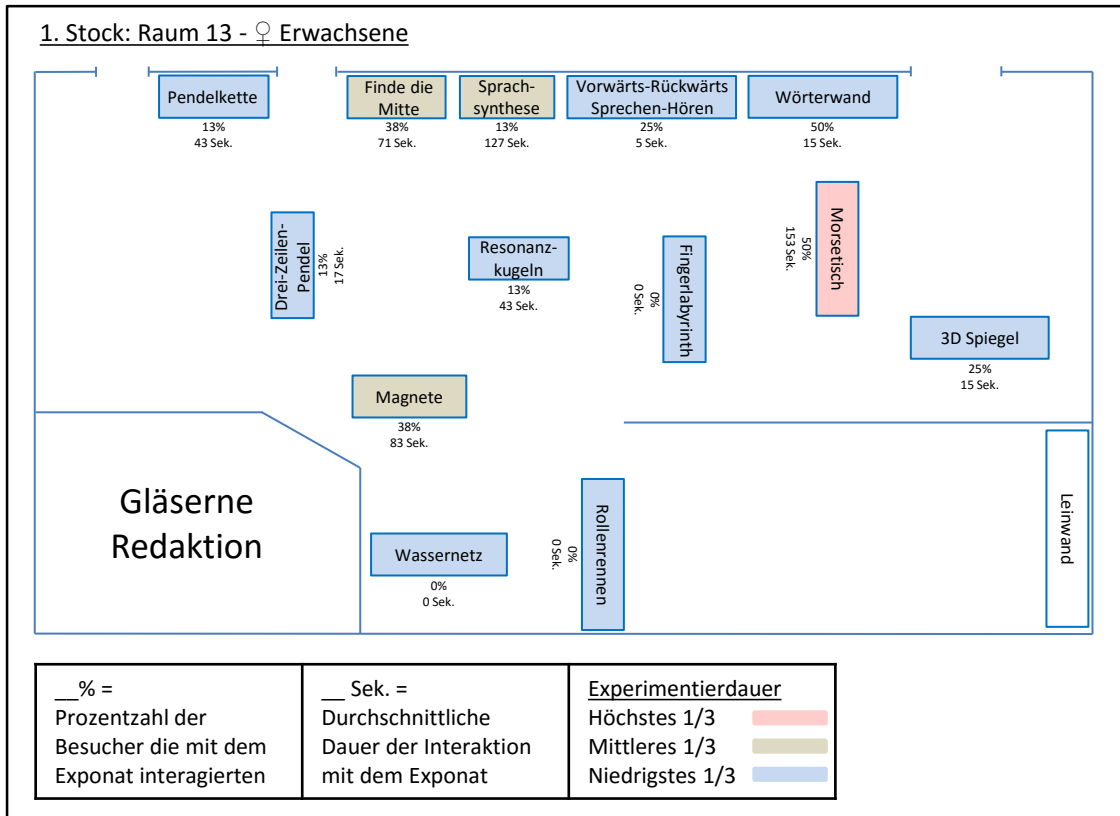 1. Stock: Raum 13 - ♀ Erwachsene
Pendelkette
13%
43 Sek.
Finde die
Mitte
38%
71 Sek.
Sprach-
synthese
13%
127 Sek.
Vorwärts-Rückwärts
Sprechen-Hören
25%
5 Sek.
Wörterwand
50%
15 Sek.
Drei-Zeilen-
Pendel
13%
17 Sek.
Resonanz-
kugeln
13%
43 Sek.
Fingerlabyrinth
0%
0 Sek.
Morsetisch
50%
153 Sek.
3D Spiegel
25%
15 Sek.
Magnete
38%
83 Sek.
Gläserne
Redaktion
Wassernetz
0%
0 Sek.
Rollenrennen
0%
0 Sek.
Leinwand
__% =
Prozentzahl der
Besucher die mit dem
Exponat interagierten
__ Sek. =
Durchschnittliche
Dauer der Interaktion
mit dem Exponat
Experimentierdauer
Höchstes 1/3
Mittleres 1/3
Niedrigstes 1/3